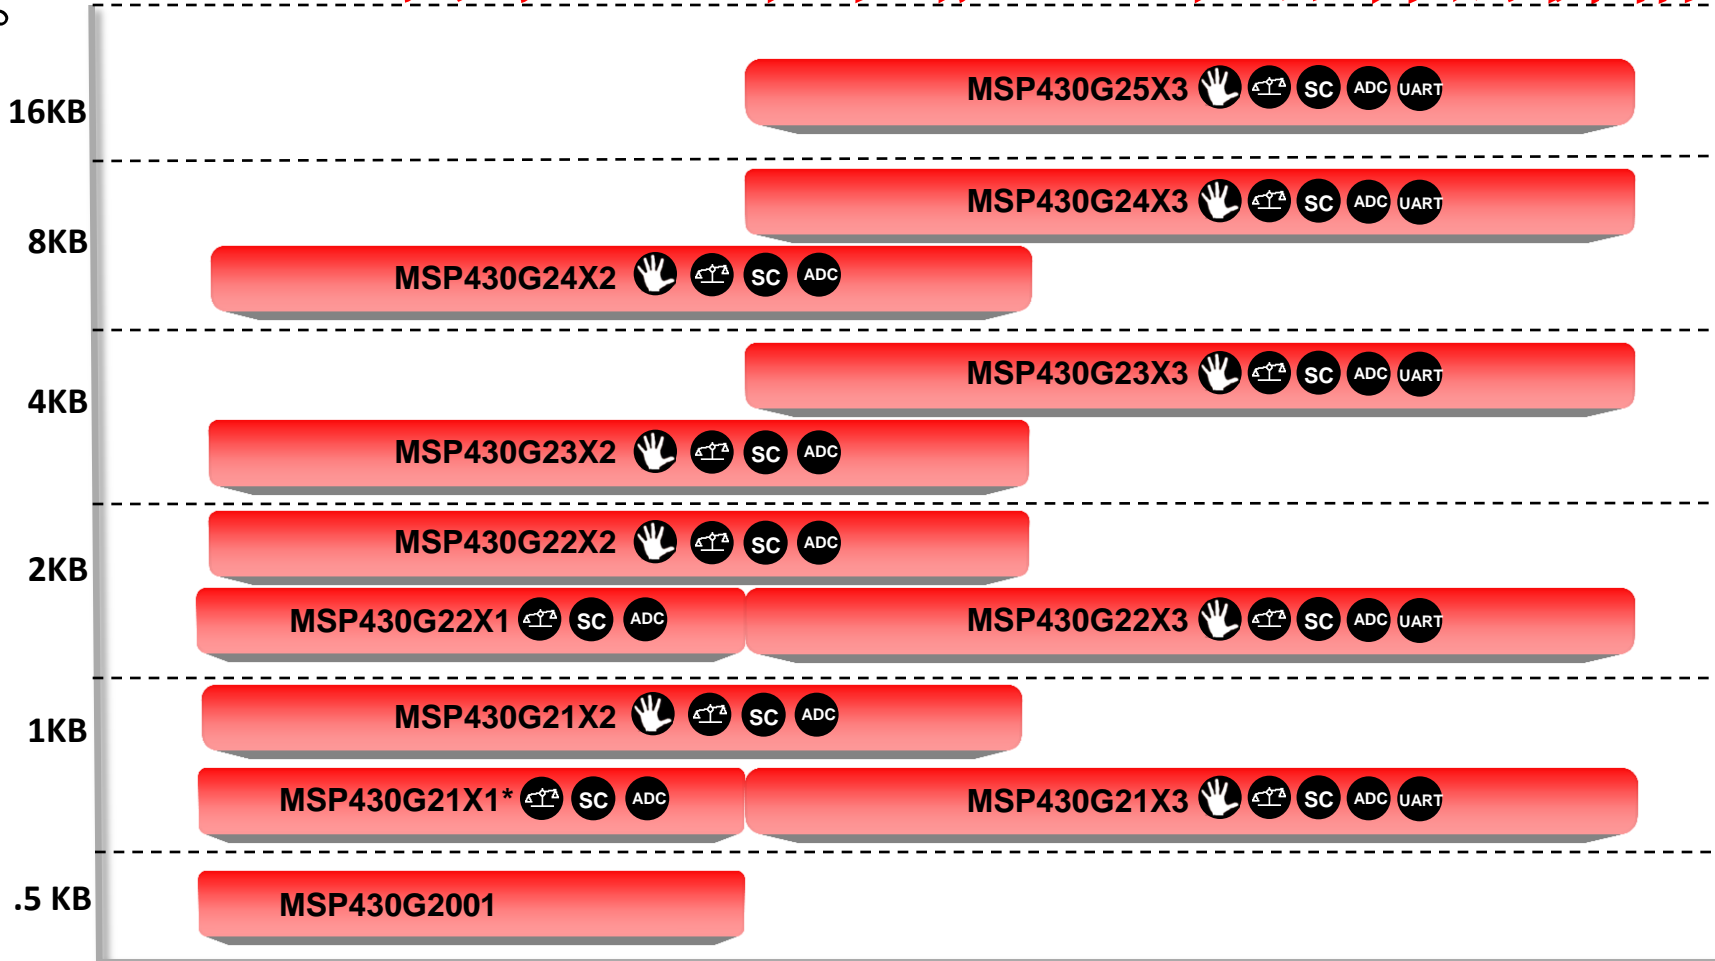 16KB
MSP430G25X3 SC ADC UART
MSP430G24X3 SC ADC UART
8KB
MSP430G24X2 SC ADC
MSP430G23X3 SC ADC UART
4KB
MSP430G23X2 SC ADC
MSP430G22X2 SC ADC
2KB
MSP430G22X1 SC ADC
MSP430G22X3 SC ADC UART
MSP430G21X2 SC ADC
1KB
MSP430G21X1* SC ADC
MSP430G21X3 SC ADC UART
.5 KB
MSP430G2001